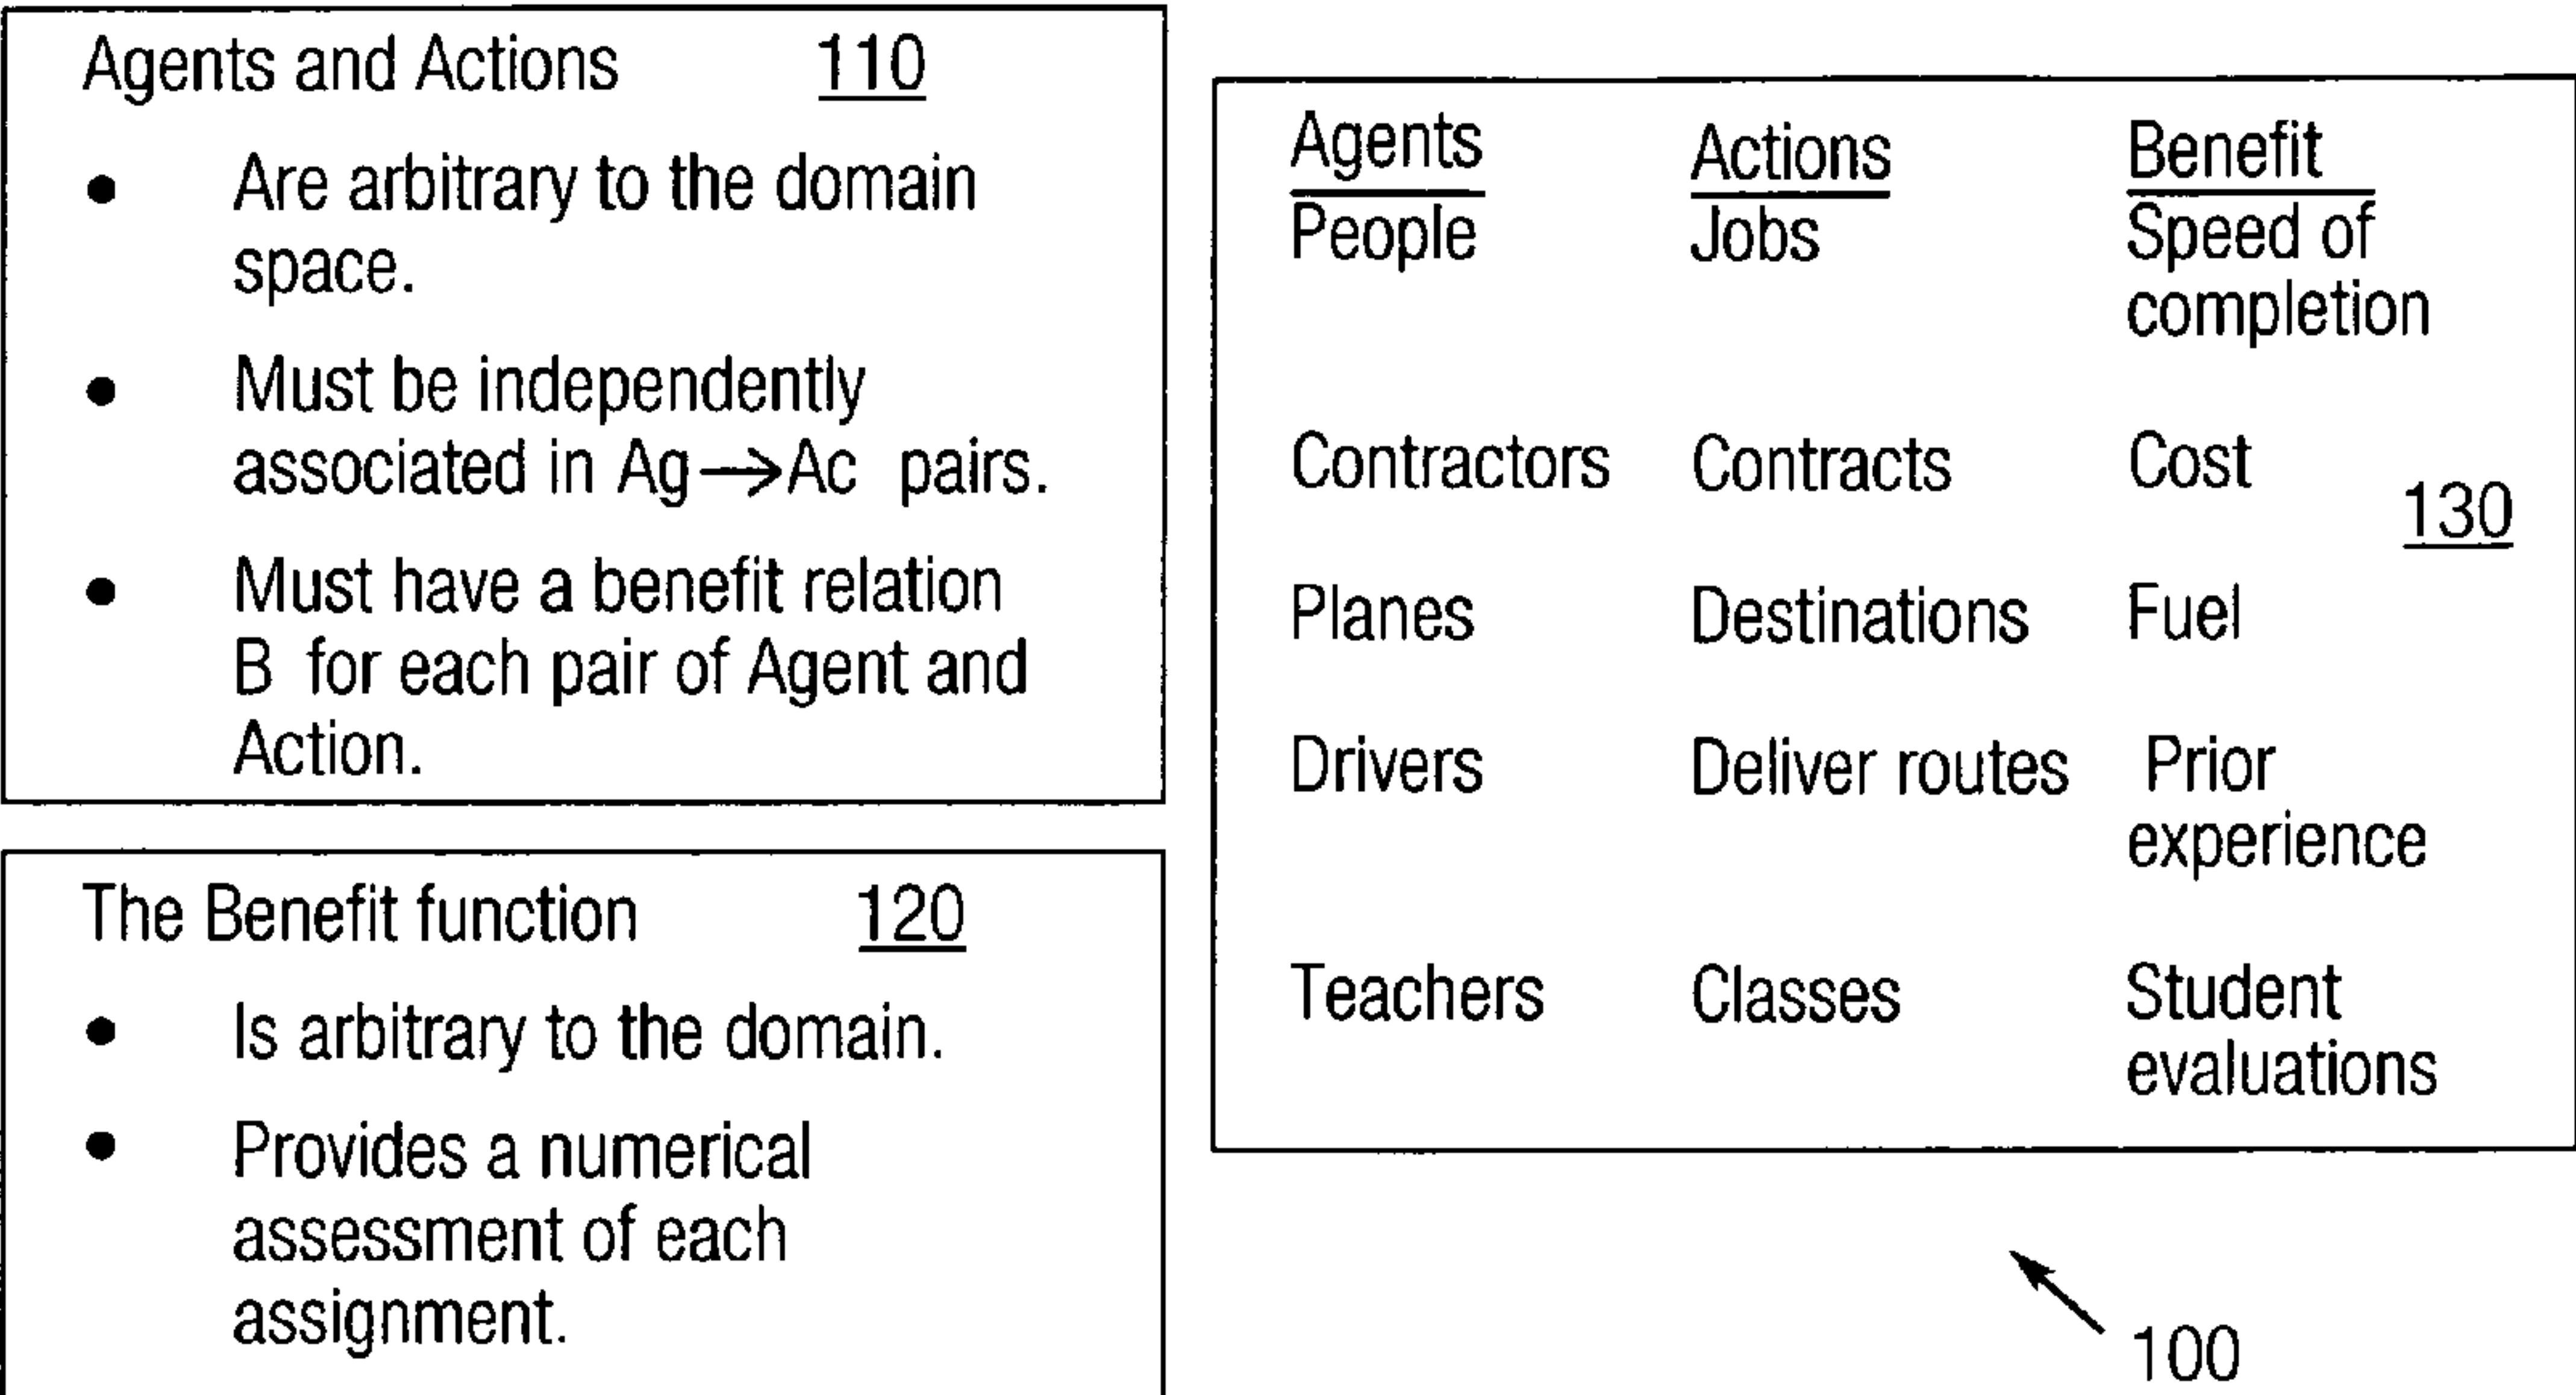 Agents and Actions 110
● Are arbitrary to the domain
space.
● Must be independently
associated in Ag→Ac pairs.
● Must have a benefit relation
B for each pair of Agent and
Action.
The Benefit function 120
● Is arbitrary to the domain.
● Provides a numerical
assessment of each
assignment.
Agents Actions Benefit
People Jobs Speed of
completion
Contractors Contracts Cost
130
Planes Destinations Fuel
Drivers Deliver routes Prior
experience
Teachers Classes Student
evaluations
100